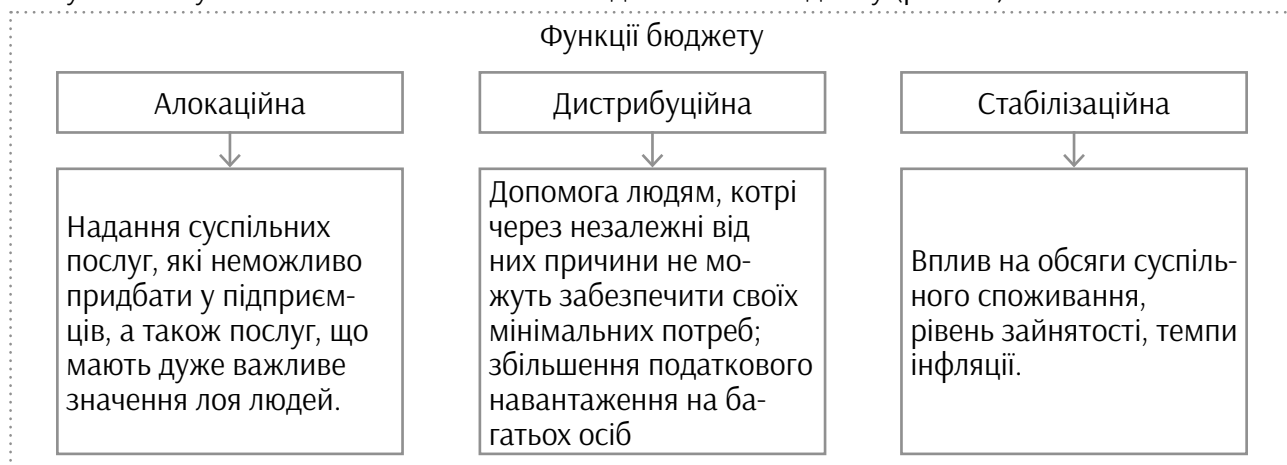 Функції бюджету
Алокаційна
Дистрибуційна
Стабілізаційна
Надання суспільних
послуг, які неможливо
придбати у підприєм-
ців, а також послуг, що
мають дуже важливе
значення лоя людей.
Допомога людям, котрі
через незалежні від
них причини не мо-
жуть забезпечити своїх
мінімальних потреб;
збільшення податкового
навантаження на ба-
гатьох осіб
Вплив на обсяги суспіль-
ного споживання,
рівень зайнятості, темпи
інфляції.